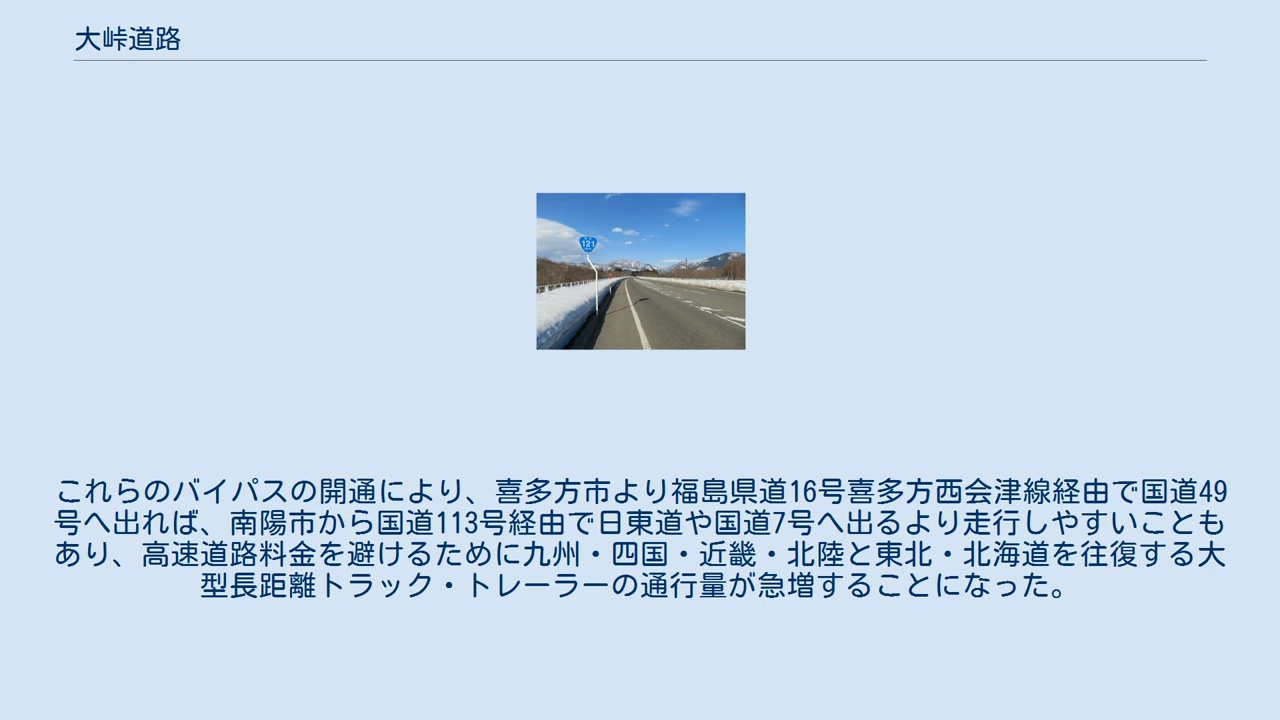 大峠道路
121
これらのバイパスの開通により、喜多方市より福島県道16号喜多方西会津線経由で国道49
号へ出れば、南陽市から国道113号経由で日東道や国道7号へ出るより走行しやすいことも
あり、高速道路料金を避けるために九州・四国・近畿・北陸と東北・北海道を往復する大
型長距離トラック・トレーラーの通行量が急増することになった。